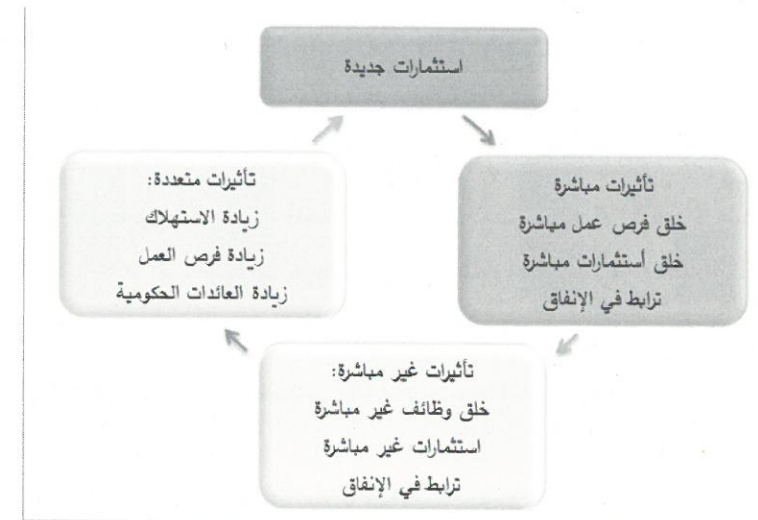 استثمارات جديدة
تأثيرات مباشرة
خلق فرص عمل مباشرة
خلق أستثمارات مباشرة
ترابط في الإنفاق
تأثيرات غير مباشرة:
خلق وظائف غير مباشرة
استثمارات غير مباشرة
ترابط في الإنفاق
تأثيرات متعددة:
زيادة الاستهلاك
زيادة فرص العمل
زيادة العائدات الحكومية